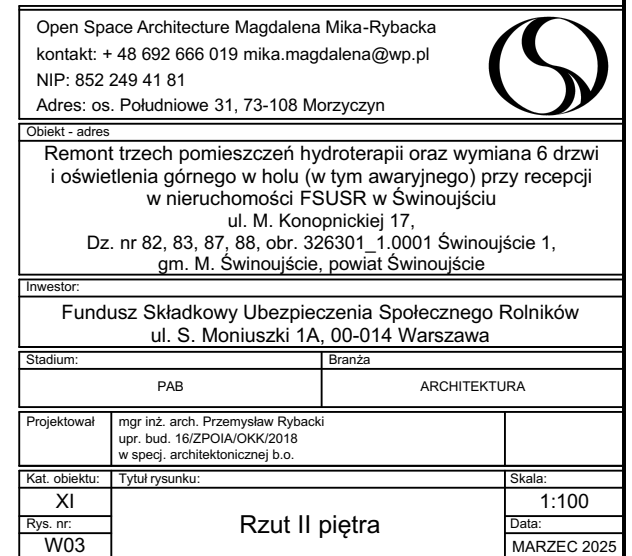 Open Space Architecture Magdalena Mika-Rybacka
kontakt: + 48 692 666 019 mika.magdalena@wp.pl
NIP: 852 249 41 81
Adres: os. Południowe 31, 73-108 Morzyczyn
Obiekt - adres
Remont trzech pomieszczeń hydroterapii oraz wymiana 6 drzwi
i oświetlenia górnego w holu (w tym awaryjnego) przy recepcji
w nieruchomości FSUSR w Świnoujściu
ul. M. Konopnickiej 17,
Dz. nr 82, 83, 87, 88, obr. 326301_1.0001 Świnoujście 1,
gm. M. Świnoujście, powiat Świnoujście
Inwestor:
Fundusz Składkowy Ubezpieczenia Społecznego Rolników
ul. S. Moniuszki 1A, 00-014 Warszawa
Stadium:
Branża
PAB
ARCHITEKTURA
Projektował
mgr inż. arch. Przemysław Rybacki
upr. bud. 16/ZPOIA/OKK/2018
w specj. architektonicznej b.o.
Kat. obiektu:
Tytuł rysunku:
Skala:
XI
1:100
Rys. nr:
Rzut II piętra
Data:
W03
MARZEC 2025